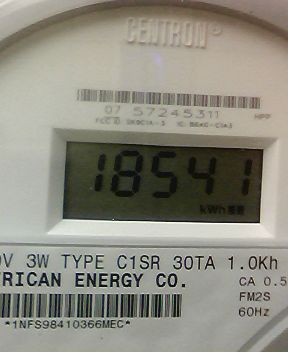 CENTRON®
07 57245311 HPP
18541
kWh
V 3W TYPE C1SR 30TA 1.0Kh
RICAN ENERGY CO. CA 0.5
FM2S
*1NFS98410366MEC* 60Hz